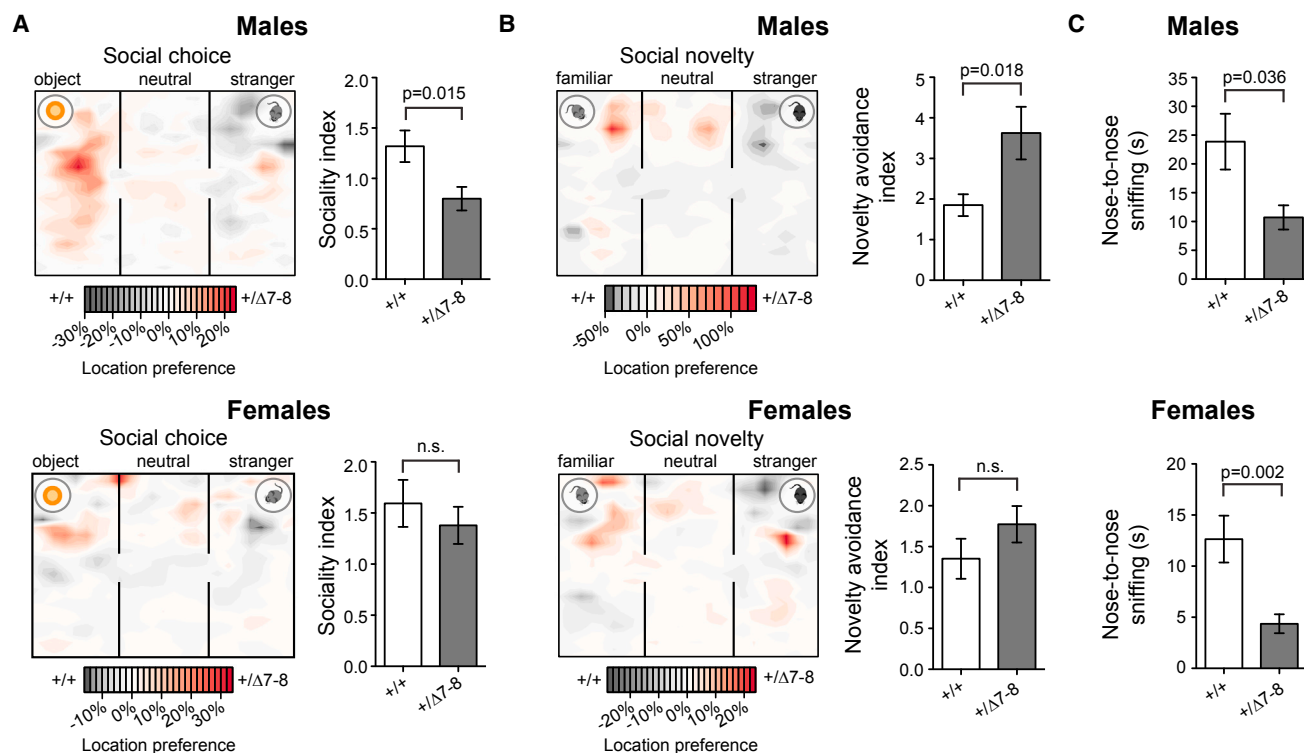 A
Males
Social choice
object neutral stranger
Sociality index
2.0
1.5
1.0
0.5
0.0
p=0.015
+/+
+/Δ7-8
+/+
+/Δ7-8
-30%
-20%
-10%
0%
10%
20%
Location preference
B
Males
Social novelty
familiar neutral stranger
Novelty avoidance
index
5
4
3
2
1
0
p=0.018
+/+
+/Δ7-8
+/+
+/Δ7-8
-50%
0%
50%
100%
Location preference
C
Males
Nose-to-nose
sniffing (s)
35
30
25
20
15
10
5
0
p=0.036
+/+
+/Δ7-8
Females
Social choice
object neutral stranger
Sociality index
2.0
1.5
1.0
0.5
0.0
n.s.
+/+
+/Δ7-8
+/+
+/Δ7-8
-10%
0%
10%
20%
30%
Location preference
Females
Social novelty
familiar neutral stranger
Novelty avoidance
index
2.5
2.0
1.5
1.0
0.5
0.0
n.s.
+/+
+/Δ7-8
+/+
+/Δ7-8
-20%
-10%
0%
10%
20%
Location preference
Females
Nose-to-nose
sniffing (s)
20
15
10
5
0
p=0.002
+/+
+/Δ7-8